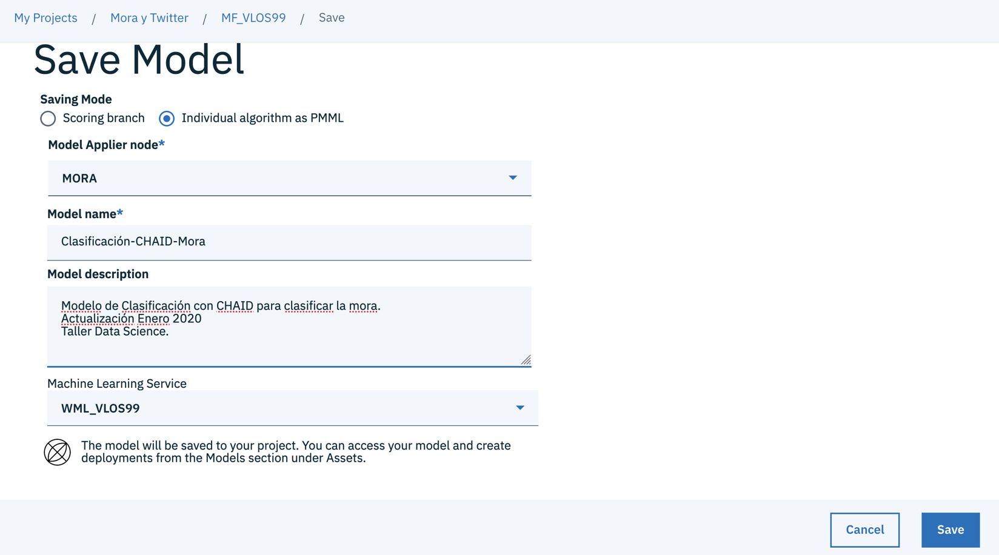 My Projects / Mora y Twitter / MF_VLOS99 / Save
Save Model
Saving Mode
Scoring branch Individual algorithm as PMML
Model Applier node*
MORA
Model name*
Clasificación-CHAID-Mora
Model description
Modelo de Clasificación con CHAID para clasificar la mora.
Actualización Enero 2020
Taller Data Science.
Machine Learning Service
WML_VLOS99
The model will be saved to your project. You can access your model and create
deployments from the Models section under Assets.
Cancel Save